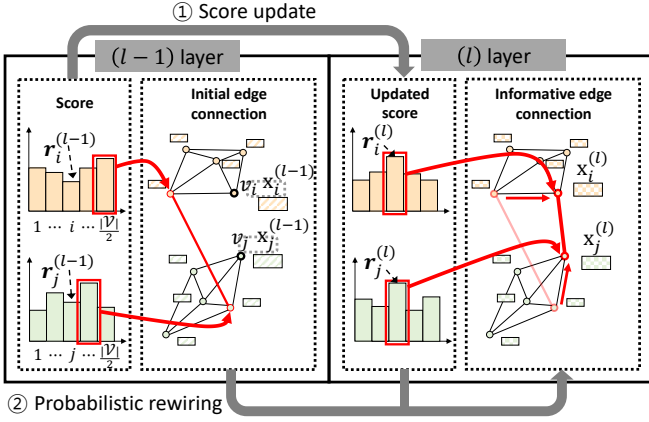 ① Score update
(l − 1) layer
(l) layer
Score
Initial edge
connection
Updated
score
Informative edge
connection
r_i^(l−1)
v_i x_i^(l−1)
r_i^(l)
x_i^(l)
1 ⋯ i ⋯ |𝒱|/2
v_j x_j^(l−1)
x_j^(l)
r_j^(l−1)
r_j^(l)
1 ⋯ j ⋯ |𝒱|/2
② Probabilistic rewiring